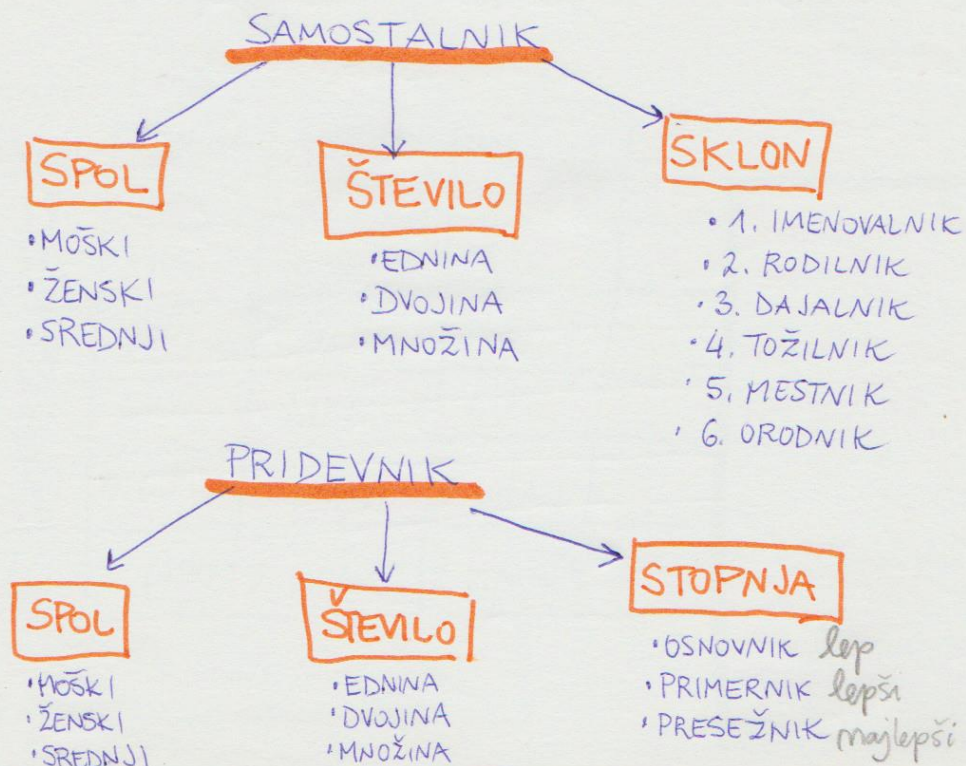 SAMOSTALNIK
SPOL
• MOŠKI
• ŽENSKI
• SREDNJI
ŠTEVILO
• EDNINA
• DVOJINA
• MNOŽINA
SKLON
• 1. IMENOVALNIK
• 2. RODILNIK
• 3. DAJALNIK
• 4. TOŽILNIK
• 5. MESTNIK
• 6. ORODNIK
PRIDEVNIK
SPOL
• MOŠKI
• ŽENSKI
• SREDNJI
ŠTEVILO
• EDNINA
• DVOJINA
• MNOŽINA
STOPNJA
• OSNOVNIK lep
• PRIMERNIK lepši
• PRESEŽNIK najlepši